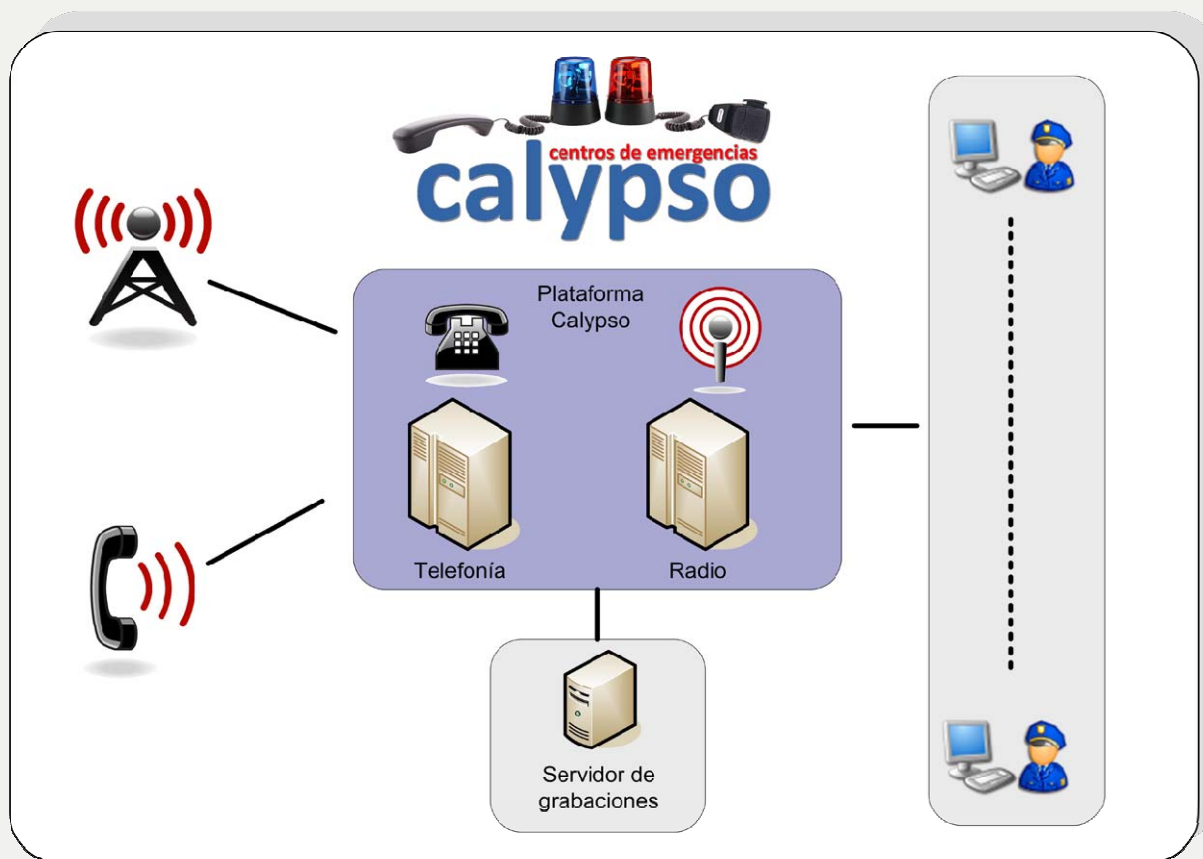 centros de emergencias
calypso
Plataforma
Calypso
Telefonía
Radio
Servidor de
grabaciones